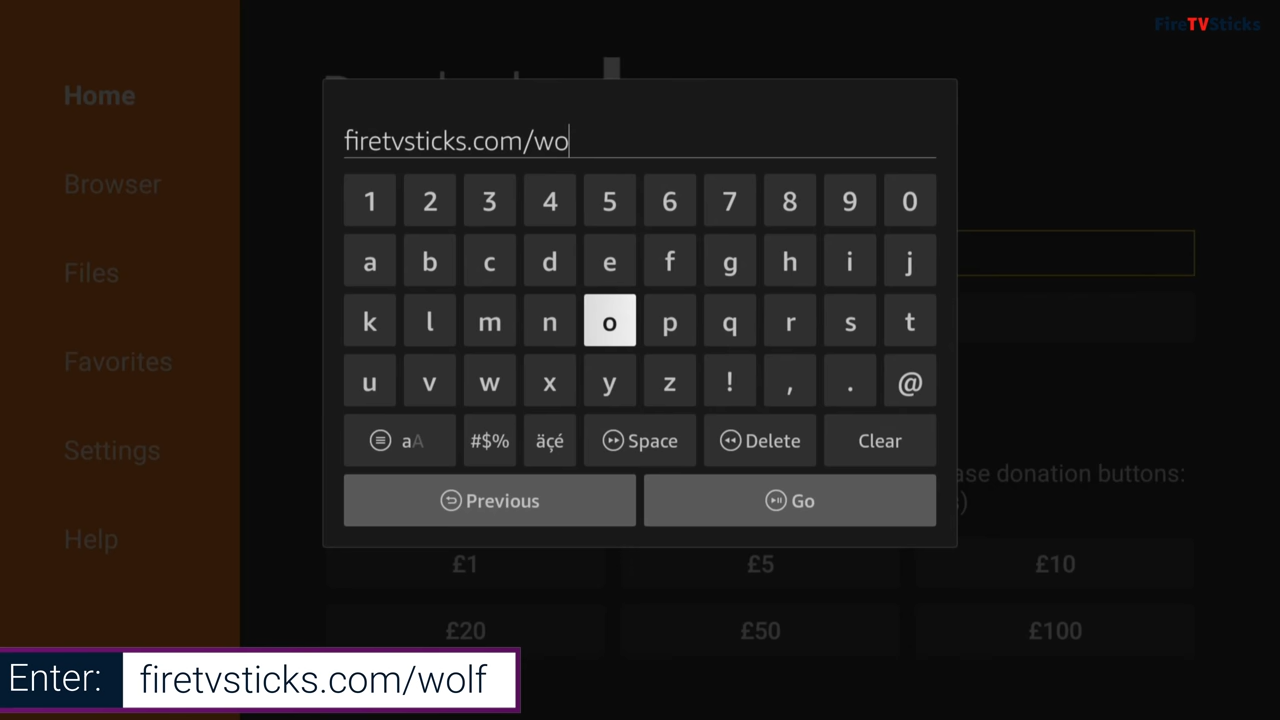 FireTVSticks
Home
Browser
Files
Favorites
Settings
Help
firetvsticks.com/wo
1 2 3 4 5 6 7 8 9 0
a b c d e f g h i j
k l m n o p q r s t
u v w x y z ! , . @
aA #$% äçé Space Delete Clear
Previous Go
ase donation buttons:
)
£1 £5 £10
£20 £50 £100
Enter: firetvsticks.com/wolf